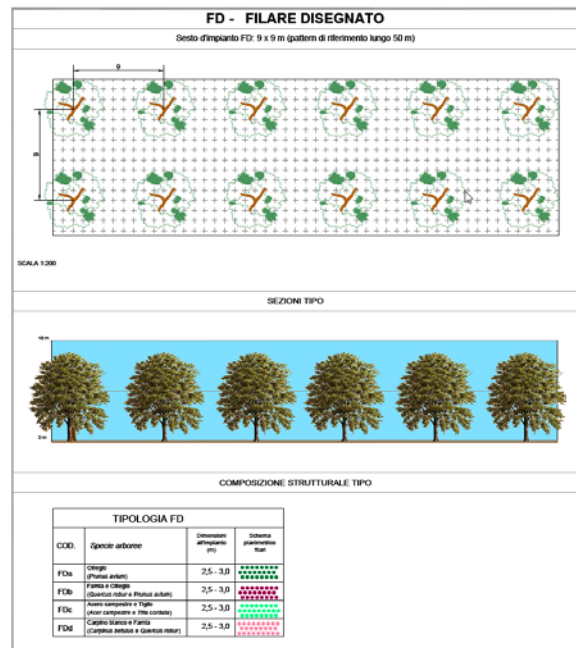 FD - FILARE DISEGNATO
Sesto d'impianto FD: 9 x 9 m (pattern di riferimento lungo 50 m)
9
9
SCALA 1:200
SEZIONI TIPO
10 m
0 m
COMPOSIZIONE STRUTTURALE TIPO
TIPOLOGIA FD
COD. Specie arboree Dimensioni all'impianto (m) Schema planimetrico filari
FDa Ciliegio (Prunus avium) 2,5 - 3,0
FDb Farnia e Ciliegio (Quercus robur e Prunus avium) 2,5 - 3,0
FDc Acero campestre e Tiglio (Acer campestre e Tilia cordata) 2,5 - 3,0
FDd Carpino bianco e Farnia (Carpinus betulus e Quercus robur) 2,5 - 3,0